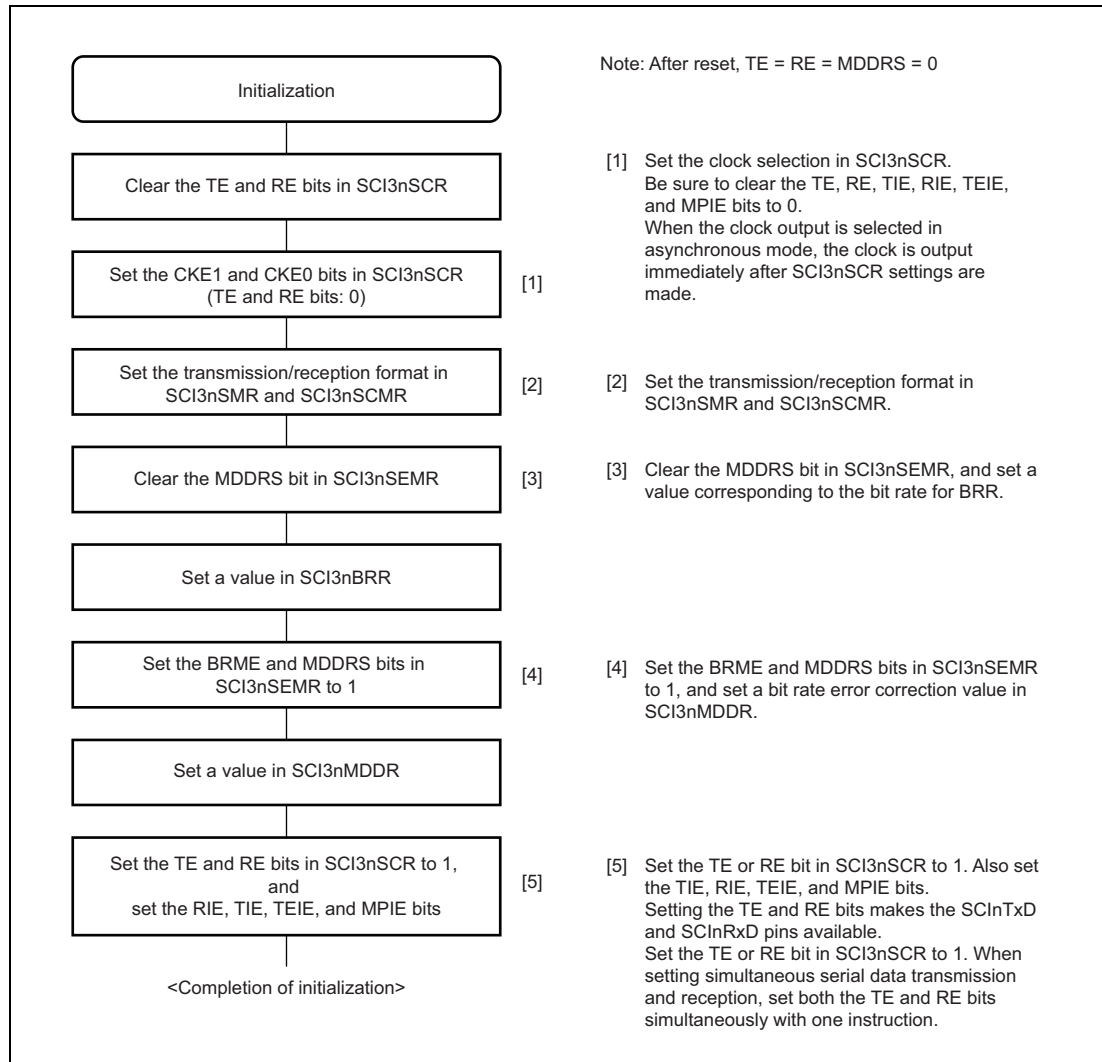 Initialization
Note: After reset, TE = RE = MDDRS = 0
Clear the TE and RE bits in SCI3nSCR
Set the CKE1 and CKE0 bits in SCI3nSCR
(TE and RE bits: 0)
[1]
[1] Set the clock selection in SCI3nSCR.
Be sure to clear the TE, RE, TIE, RIE, TEIE,
and MPIE bits to 0.
When the clock output is selected in
asynchronous mode, the clock is output
immediately after SCI3nSCR settings are
made.
Set the transmission/reception format in
SCI3nSMR and SCI3nSCMR
[2]
[2] Set the transmission/reception format in
SCI3nSMR and SCI3nSCMR.
Clear the MDDRS bit in SCI3nSEMR
[3]
[3] Clear the MDDRS bit in SCI3nSEMR, and set a
value corresponding to the bit rate for BRR.
Set a value in SCI3nBRR
Set the BRME and MDDRS bits in
SCI3nSEMR to 1
[4]
[4] Set the BRME and MDDRS bits in SCI3nSEMR
to 1, and set a bit rate error correction value in
SCI3nMDDR.
Set a value in SCI3nMDDR
Set the TE and RE bits in SCI3nSCR to 1,
and
set the RIE, TIE, TEIE, and MPIE bits
[5]
[5] Set the TE or RE bit in SCI3nSCR to 1. Also set
the TIE, RIE, TEIE, and MPIE bits.
Setting the TE and RE bits makes the SCInTxD
and SCInRxD pins available.
Set the TE or RE bit in SCI3nSCR to 1. When
setting simultaneous serial data transmission
and reception, set both the TE and RE bits
simultaneously with one instruction.
<Completion of initialization>